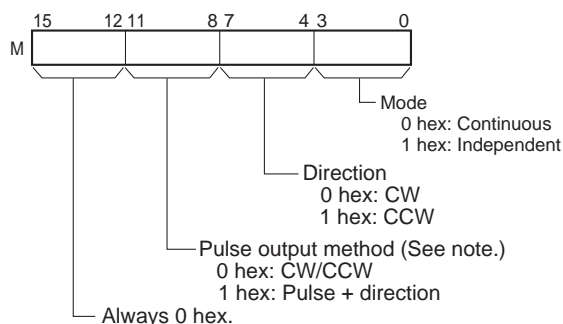 15 12 11 8 7 4 3 0
M
Mode
0 hex: Continuous
1 hex: Independent
Direction
0 hex: CW
1 hex: CCW
Pulse output method (See note.)
0 hex: CW/CCW
1 hex: Pulse + direction
Always 0 hex.